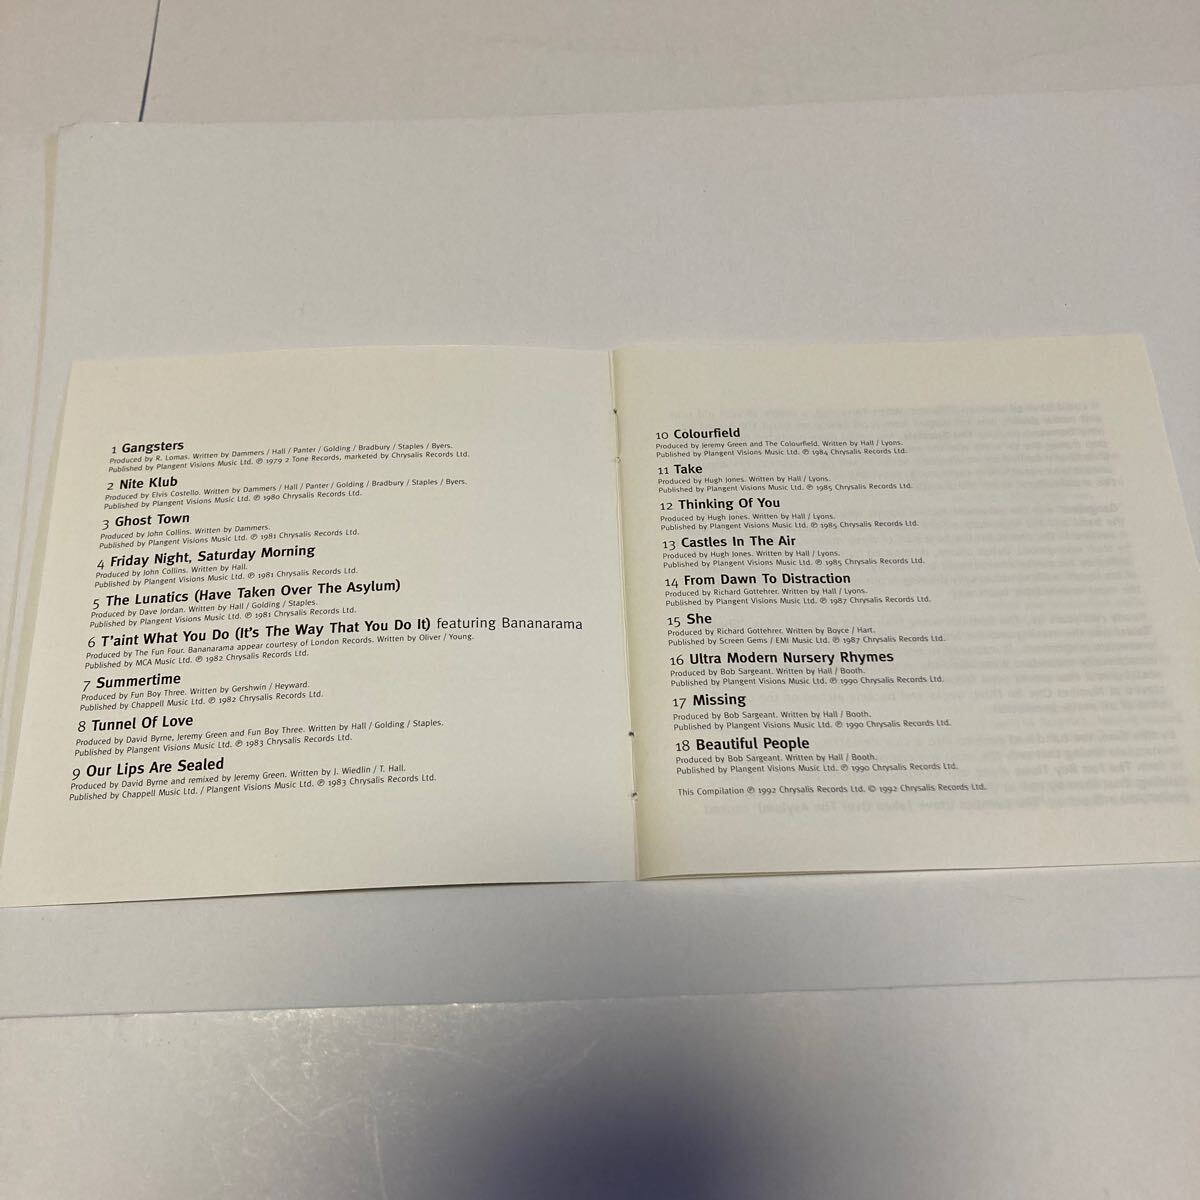 1 Gangsters
Produced by R. Lomas. Written by Dammers / Hall / Panter / Golding / Bradbury / Staples / Byers.
Published by Plangent Visions Music Ltd. ℗ 1979 2 Tone Records, marketed by Chrysalis Records Ltd.
2 Nite Klub
Produced by Elvis Costello. Written by Dammers / Hall / Panter / Golding / Bradbury / Staples / Byers.
Published by Plangent Visions Music Ltd. ℗ 1980 Chrysalis Records Ltd.
3 Ghost Town
Produced by John Collins. Written by Dammers.
Published by Plangent Visions Music Ltd. ℗ 1981 Chrysalis Records Ltd.
4 Friday Night, Saturday Morning
Produced by John Collins. Written by Hall.
Published by Plangent Visions Music Ltd. ℗ 1981 Chrysalis Records Ltd.
5 The Lunatics (Have Taken Over The Asylum)
Produced by Dave Jordan. Written by Hall / Golding / Staples.
Published by Plangent Visions Music Ltd. ℗ 1981 Chrysalis Records Ltd.
6 T'aint What You Do (It's The Way That You Do It) featuring Bananarama
Produced by The Fun Four. Bananarama appear courtesy of London Records. Written by Oliver / Young.
Published by MCA Music Ltd. ℗ 1982 Chrysalis Records Ltd.
7 Summertime
Produced by Fun Boy Three. Written by Gershwin / Heyward.
Published by Chappell Music Ltd. ℗ 1982 Chrysalis Records Ltd.
8 Tunnel Of Love
Produced by David Byrne, Jeremy Green and Fun Boy Three. Written by Hall / Golding / Staples.
Published by Plangent Visions Music Ltd. ℗ 1983 Chrysalis Records Ltd.
9 Our Lips Are Sealed
Produced by David Byrne and remixed by Jeremy Green. Written by J. Wiedlin / T. Hall.
Published by Chappell Music Ltd. / Plangent Visions Music Ltd. ℗ 1983 Chrysalis Records Ltd.
10 Colourfield
Produced by Jeremy Green and The Colourfield. Written by Hall / Lyons.
Published by Plangent Visions Music Ltd. ℗ 1984 Chrysalis Records Ltd.
11 Take
Produced by Hugh Jones. Written by Hall / Lyons.
Published by Plangent Visions Music Ltd. ℗ 1985 Chrysalis Records Ltd.
12 Thinking Of You
Produced by Hugh Jones. Written by Hall / Lyons.
Published by Plangent Visions Music Ltd. ℗ 1985 Chrysalis Records Ltd.
13 Castles In The Air
Produced by Hugh Jones. Written by Hall / Lyons.
Published by Plangent Visions Music Ltd. ℗ 1985 Chrysalis Records Ltd.
14 From Dawn To Distraction
Produced by Richard Gottehrer. Written by Hall / Lyons.
Published by Plangent Visions Music Ltd. ℗ 1987 Chrysalis Records Ltd.
15 She
Produced by Richard Gottehrer. Written by Boyce / Hart.
Published by Screen Gems / EMI Music Ltd. ℗ 1987 Chrysalis Records Ltd.
16 Ultra Modern Nursery Rhymes
Produced by Bob Sargeant. Written by Hall / Booth.
Published by Plangent Visions Music Ltd. ℗ 1990 Chrysalis Records Ltd.
17 Missing
Produced by Bob Sargeant. Written by Hall / Booth.
Published by Plangent Visions Music Ltd. ℗ 1990 Chrysalis Records Ltd.
18 Beautiful People
Produced by Bob Sargeant. Written by Hall / Booth.
Published by Plangent Visions Music Ltd. ℗ 1990 Chrysalis Records Ltd.
This Compilation ℗ 1992 Chrysalis Records Ltd. © 1992 Chrysalis Records Ltd.